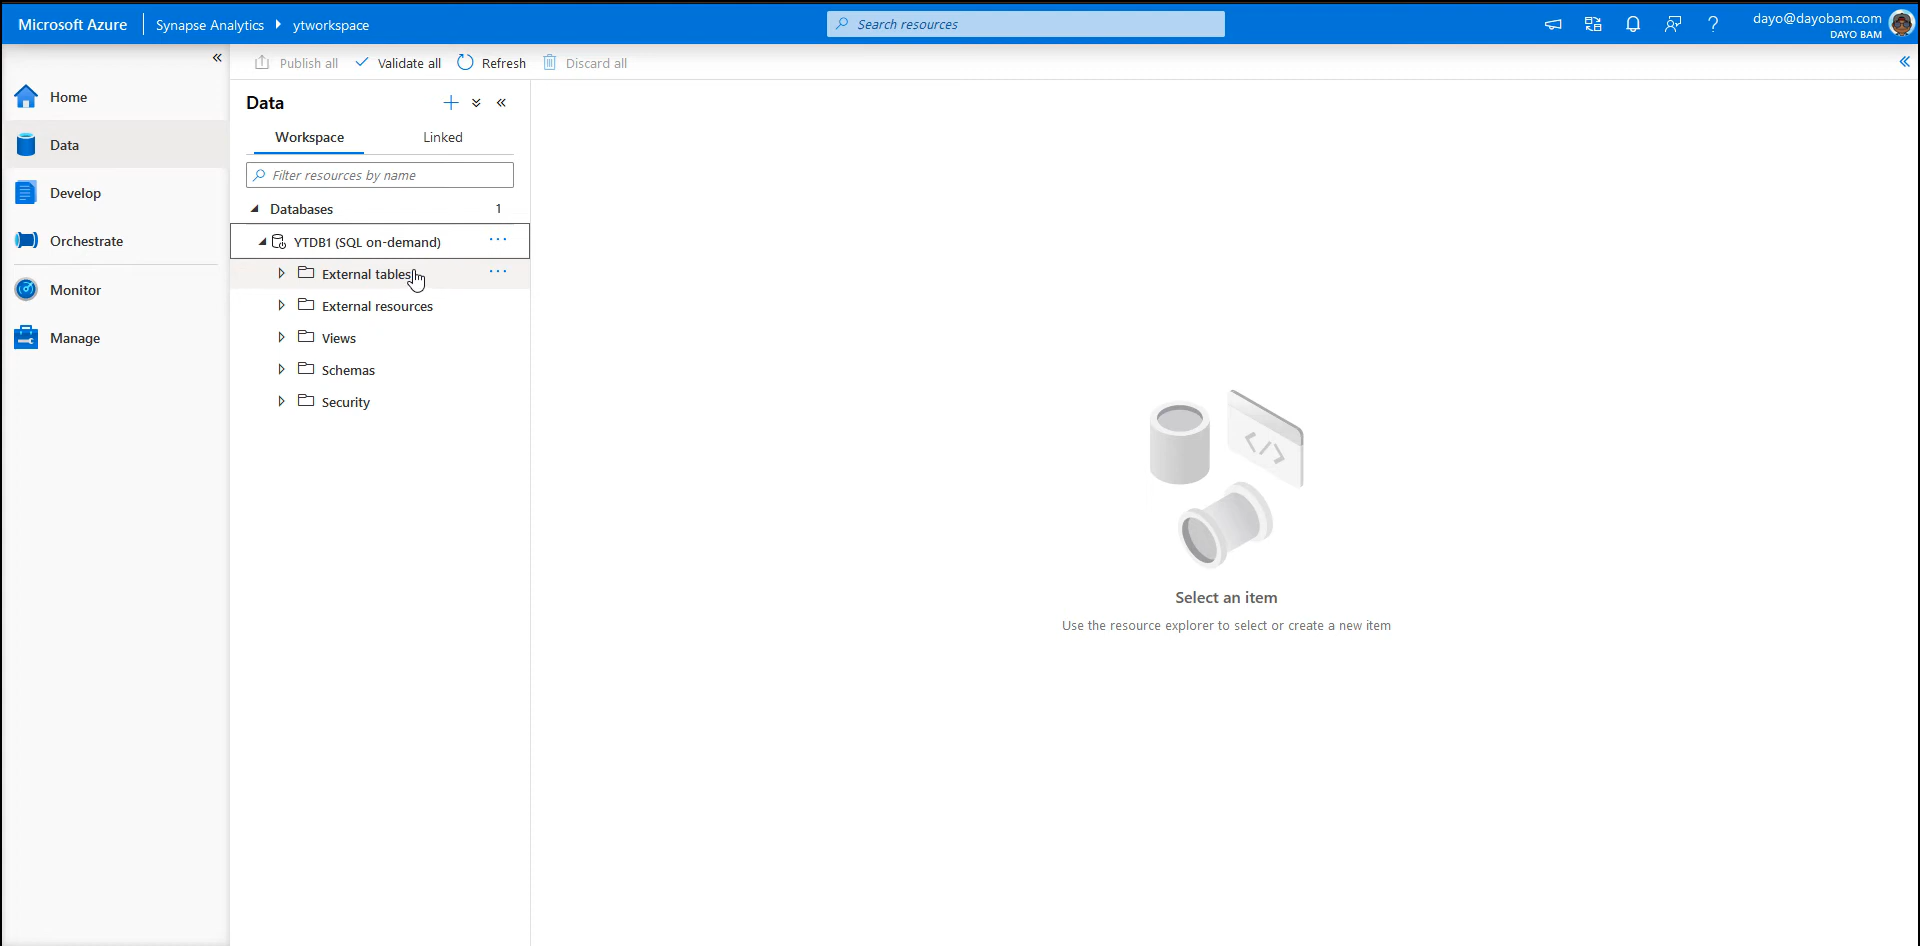 Microsoft Azure Synapse Analytics ytworkspace Search resources dayo@dayobam.com
DAYO BAM
Publish all Validate all Refresh Discard all
Home
Data
Develop
Orchestrate
Monitor
Manage
Data
Workspace Linked
Filter resources by name
Databases 1
YTDB1 (SQL on-demand) ...
External tables ...
External resources
Views
Schemas
Security
Select an item
Use the resource explorer to select or create a new item